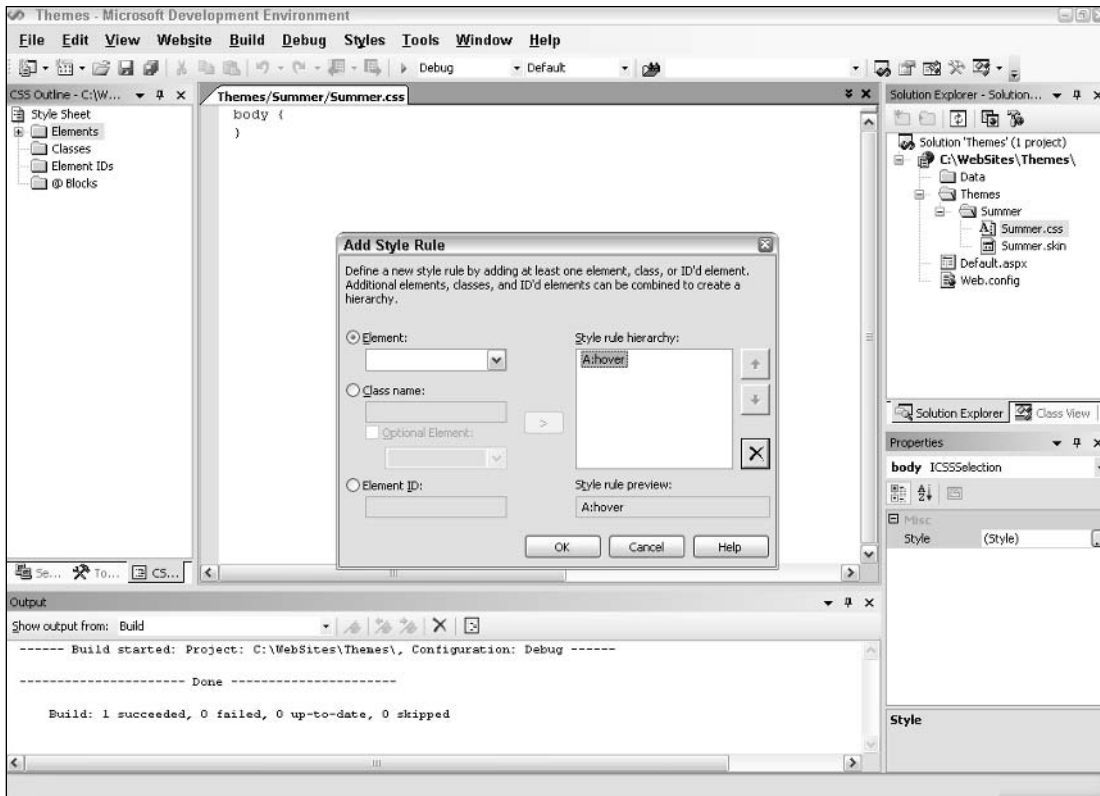 Themes - Microsoft Development Environment
File Edit View Website Build Debug Styles Tools Window Help
Debug Default
CSS Outline - C:\W...
Style Sheet
Elements
Classes
Element IDs
@ Blocks
Se... To... CS...
Themes/Summer/Summer.css
body {
}
Add Style Rule
Define a new style rule by adding at least one element, class, or ID'd element.
Additional elements, classes, and ID'd elements can be combined to create a
hierarchy.
Element:
Class name:
Optional Element:
Element ID:
>
Style rule hierarchy:
A:hover
Style rule preview:
A:hover
OK Cancel Help
Solution Explorer - Solution...
Solution 'Themes' (1 project)
C:\WebSites\Themes\
Data
Themes
Summer
Summer.css
Summer.skin
Default.aspx
Web.config
Solution Explorer Class View
Properties
body ICSSSelection
Misc
Style (Style)
Style
Output
Show output from: Build
------ Build started: Project: C:\WebSites\Themes\, Configuration: Debug ------
---------------------- Done ----------------------
Build: 1 succeeded, 0 failed, 0 up-to-date, 0 skipped